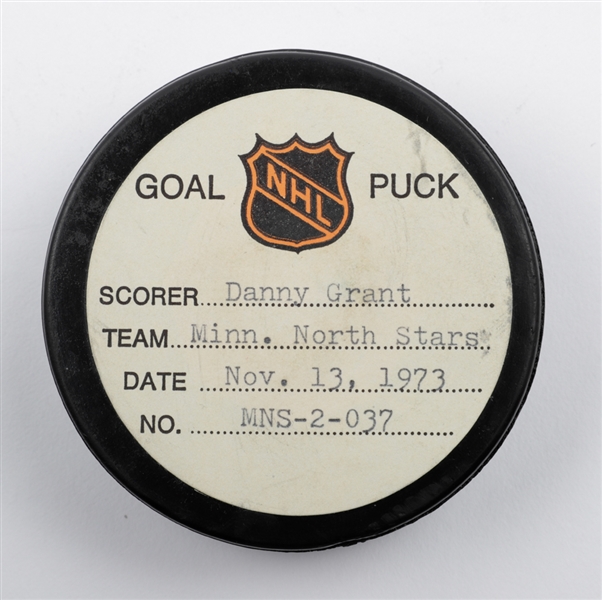 GOAL NHL PUCK
SCORER Danny Grant
TEAM Minn. North Stars
DATE Nov. 13, 1973
NO. MNS-2-037